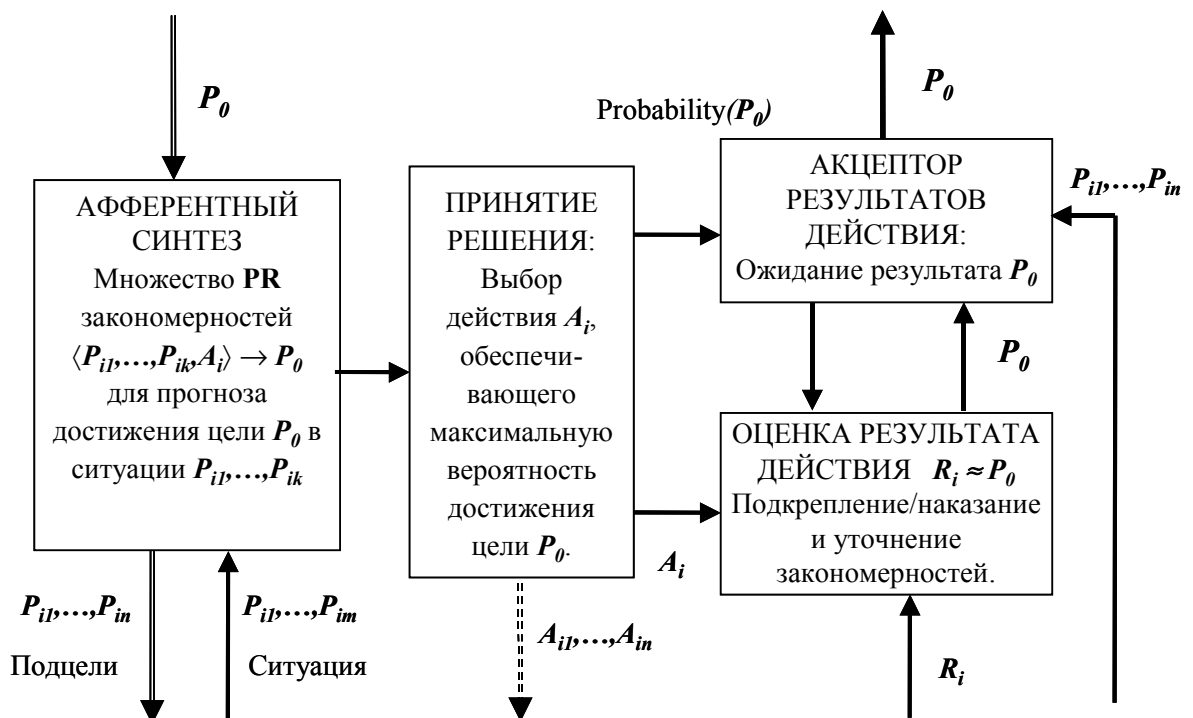 P₀
АФФЕРЕНТНЫЙ
СИНТЕЗ
Множество PR
закономерностей
⟨Pᵢ₁,…,Pᵢₖ,Aᵢ⟩ → P₀
для прогноза
достижения цели P₀ в
ситуации Pᵢ₁,…,Pᵢₖ
Pᵢ₁,…,Pᵢₙ
Подцели
Pᵢ₁,…,Pᵢₘ
Ситуация
ПРИНЯТИЕ
РЕШЕНИЯ:
Выбор
действия Aᵢ,
обеспечи-
вающего
максимальную
вероятность
достижения
цели P₀.
Aᵢ₁,…,Aᵢₙ
Probability(P₀)
P₀
АКЦЕПТОР
РЕЗУЛЬТАТОВ
ДЕЙСТВИЯ:
Ожидание результата P₀
Pᵢ₁,…,Pᵢₙ
P₀
ОЦЕНКА РЕЗУЛЬТАТА
ДЕЙСТВИЯ Rᵢ ≈ P₀
Подкрепление/наказание
и уточнение
закономерностей.
Aᵢ
Rᵢ